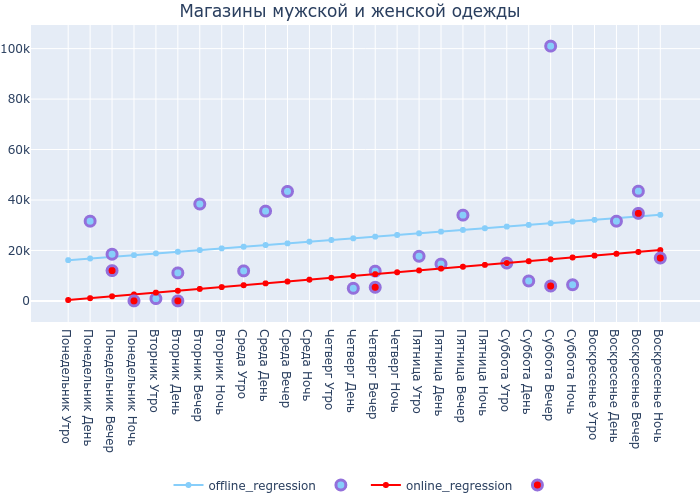 Магазины мужской и женской одежды
100k
80k
60k
40k
20k
0
Понедельник Утро
Понедельник День
Понедельник Вечер
Понедельник Ночь
Вторник Утро
Вторник День
Вторник Вечер
Вторник Ночь
Среда Утро
Среда День
Среда Вечер
Среда Ночь
Четверг Утро
Четверг День
Четверг Вечер
Четверг Ночь
Пятница Утро
Пятница День
Пятница Вечер
Пятница Ночь
Суббота Утро
Суббота День
Суббота Вечер
Суббота Ночь
Воскресенье Утро
Воскресенье День
Воскресенье Вечер
Воскресенье Ночь
offline_regression
online_regression